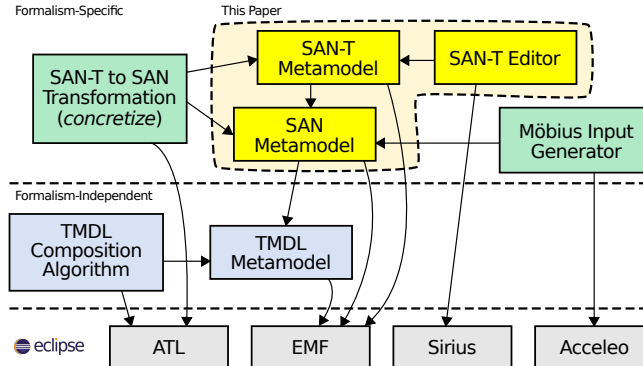 Formalism-Specific
This Paper
SAN-T to SAN
Transformation
(concretize)
SAN-T
Metamodel
SAN-T Editor
SAN
Metamodel
Möbius Input
Generator
Formalism-Independent
TMDL
Composition
Algorithm
TMDL
Metamodel
eclipse
ATL
EMF
Sirius
Acceleo